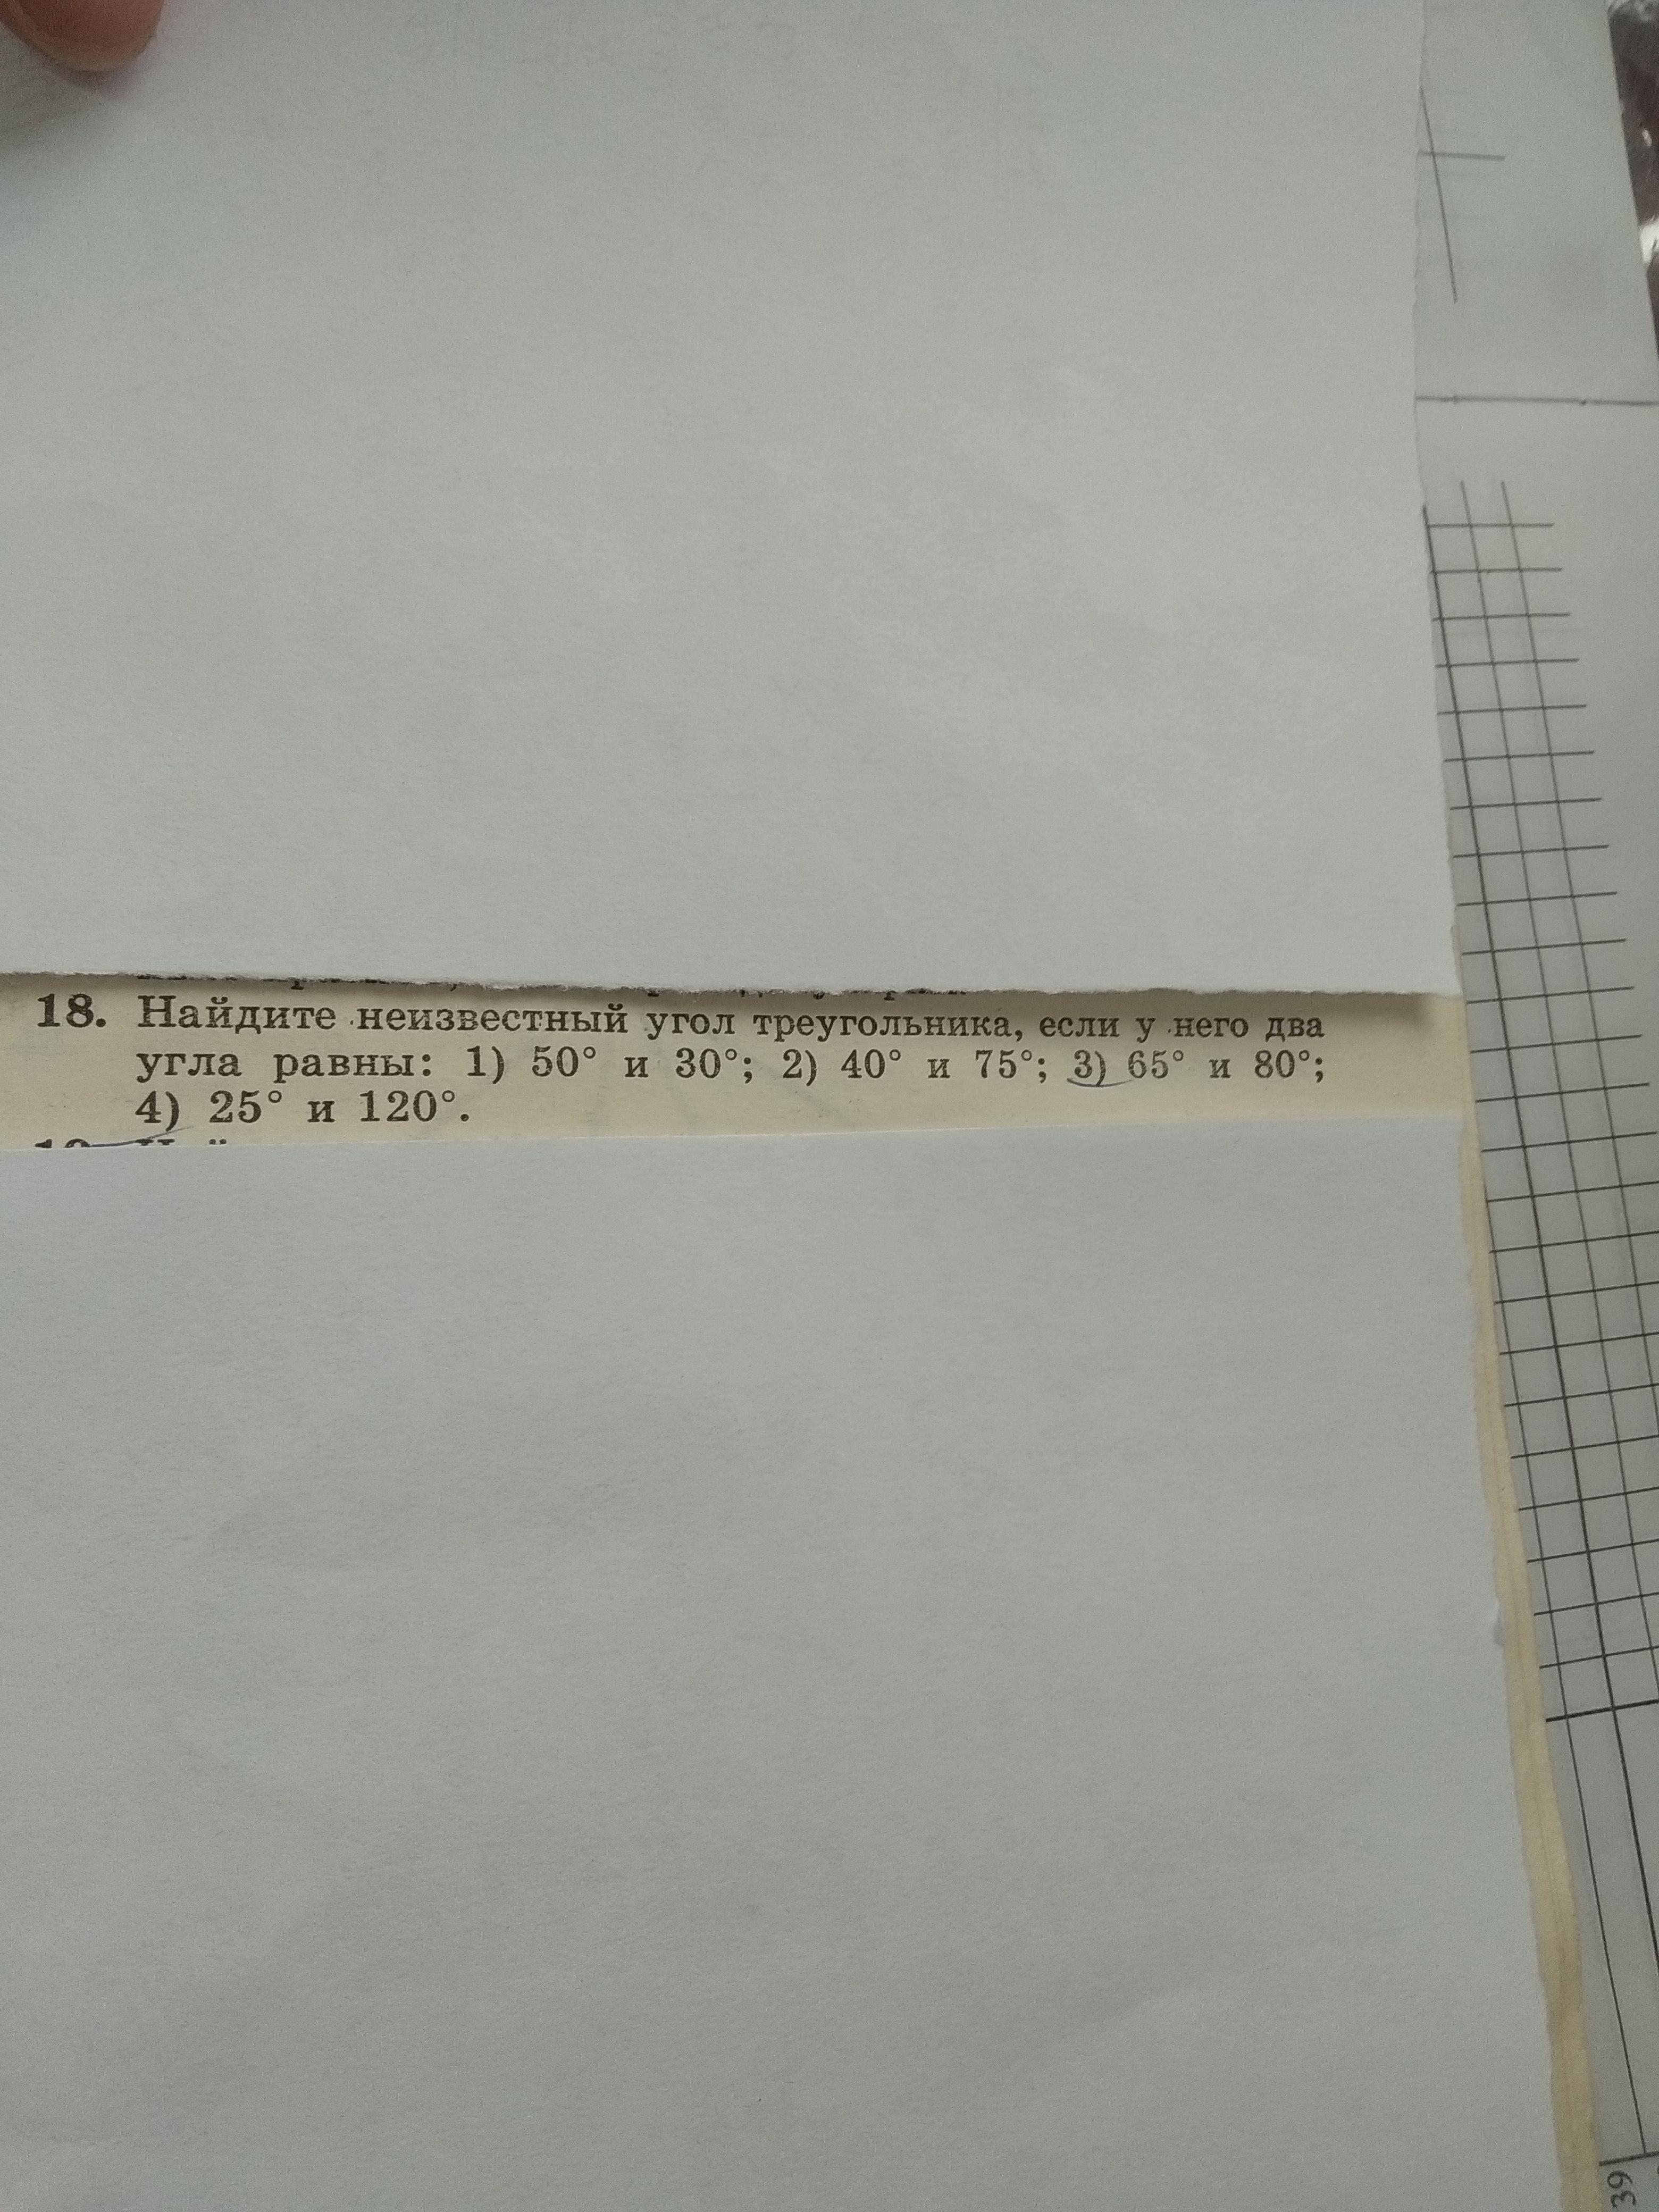 18. Найдите неизвестный угол треугольника, если у него два
угла равны: 1) 50° и 30°; 2) 40° и 75°; 3) 65° и 80°;
4) 25° и 120°.
39